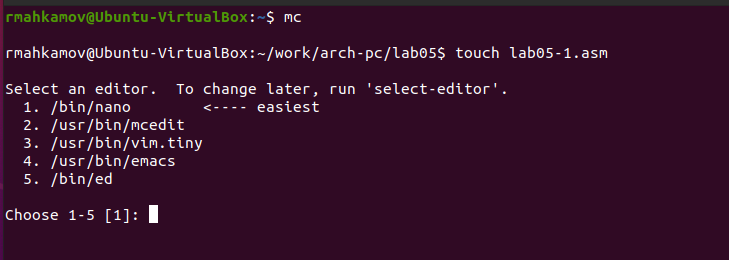 rmahkamov@Ubuntu-VirtualBox:~$ mc
rmahkamov@Ubuntu-VirtualBox:~/work/arch-pc/lab05$ touch lab05-1.asm
Select an editor.  To change later, run 'select-editor'.
  1. /bin/nano        <---- easiest
  2. /usr/bin/mcedit
  3. /usr/bin/vim.tiny
  4. /usr/bin/emacs
  5. /bin/ed
Choose 1-5 [1]: